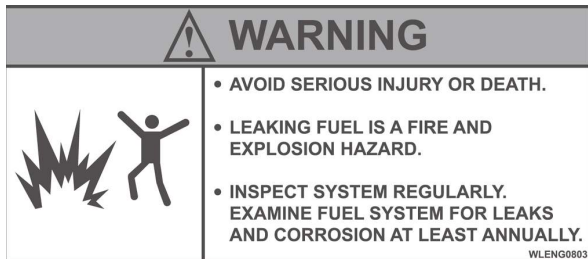 WARNING
• AVOID SERIOUS INJURY OR DEATH.
• LEAKING FUEL IS A FIRE AND
EXPLOSION HAZARD.
• INSPECT SYSTEM REGULARLY.
EXAMINE FUEL SYSTEM FOR LEAKS
AND CORROSION AT LEAST ANNUALLY.
WLENG0803